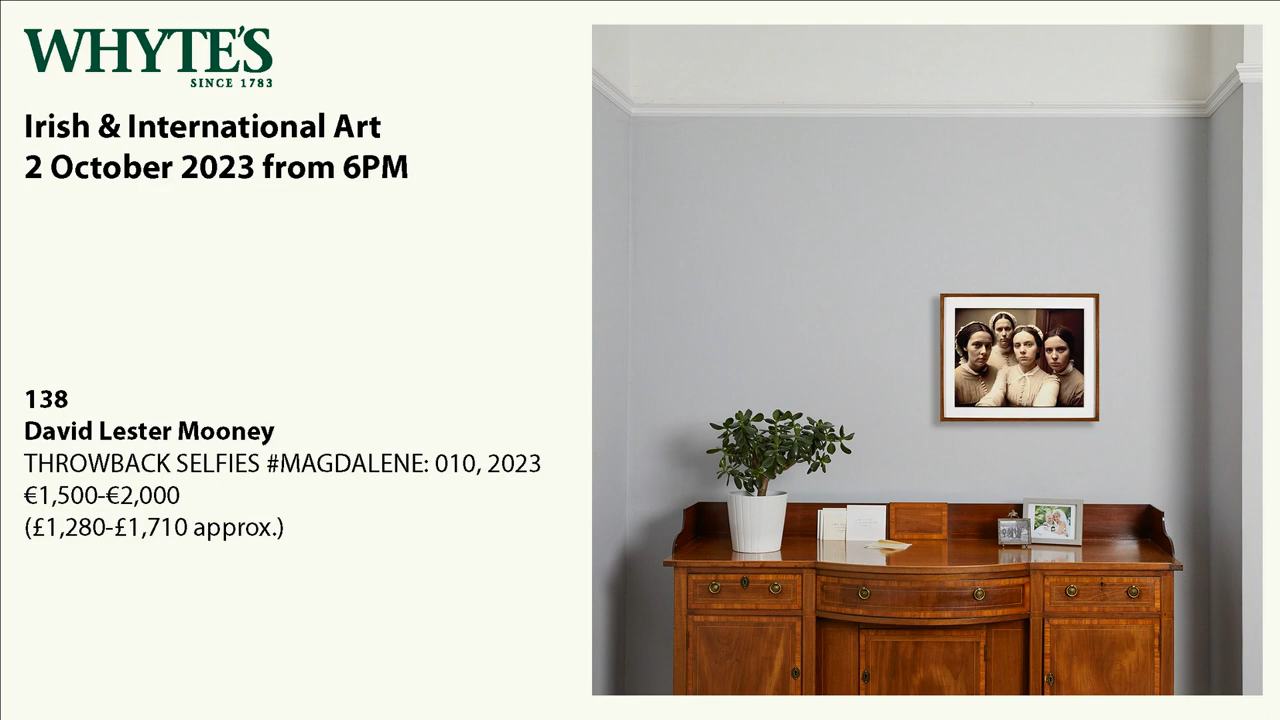 WHYTE'S
SINCE 1783
Irish & International Art
2 October 2023 from 6PM
138
David Lester Mooney
THROWBACK SELFIES #MAGDALENE: 010, 2023
€1,500-€2,000
(£1,280-£1,710 approx.)